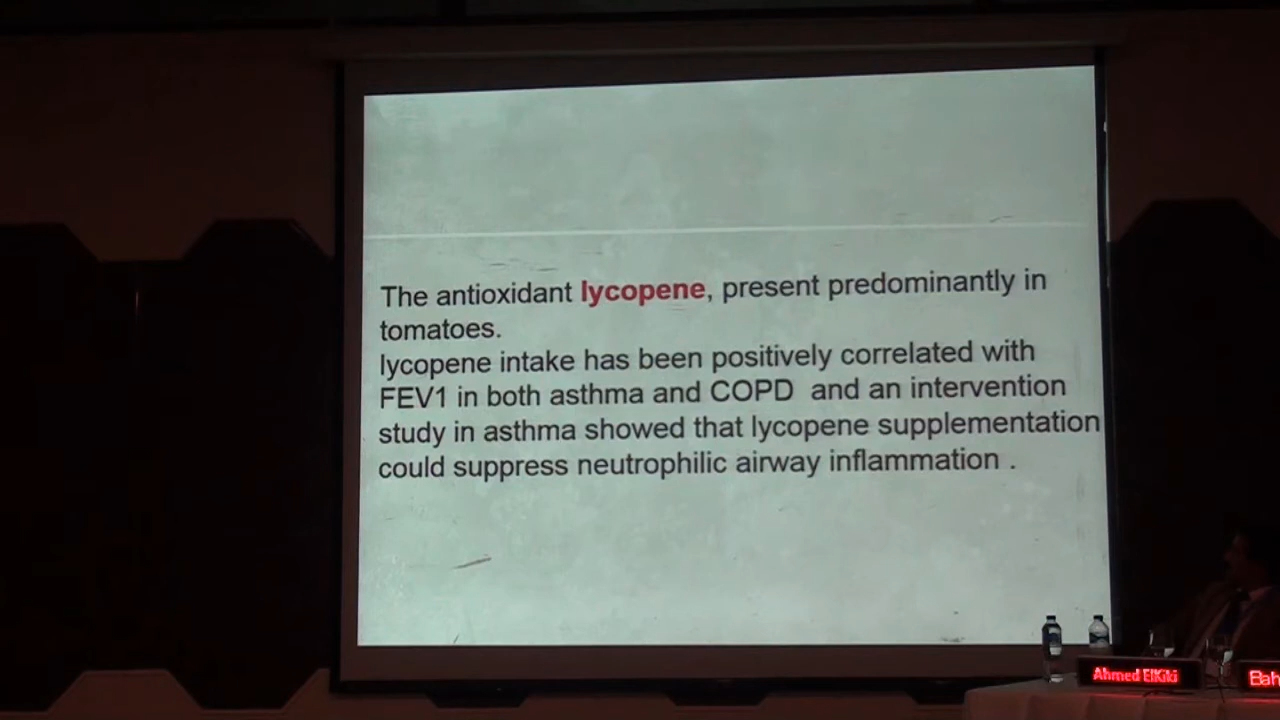 The antioxidant lycopene, present predominantly in
tomatoes.
lycopene intake has been positively correlated with
FEV1 in both asthma and COPD and an intervention
study in asthma showed that lycopene supplementation
could suppress neutrophilic airway inflammation .
Ahmed ElKiki
Bah